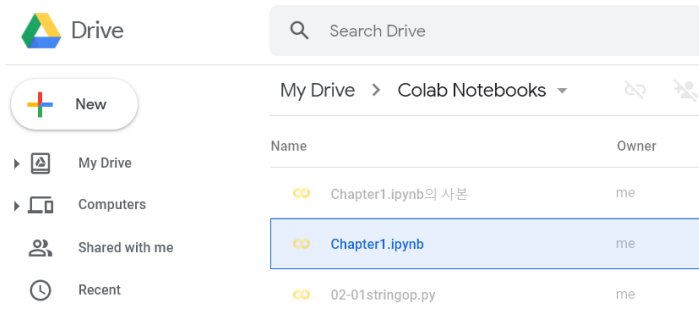 Drive
Search Drive
New
My Drive > Colab Notebooks
My Drive
Computers
Shared with me
Recent
Name Owner
Chapter1.ipynb의 사본 me
Chapter1.ipynb me
02-01stringop.py me